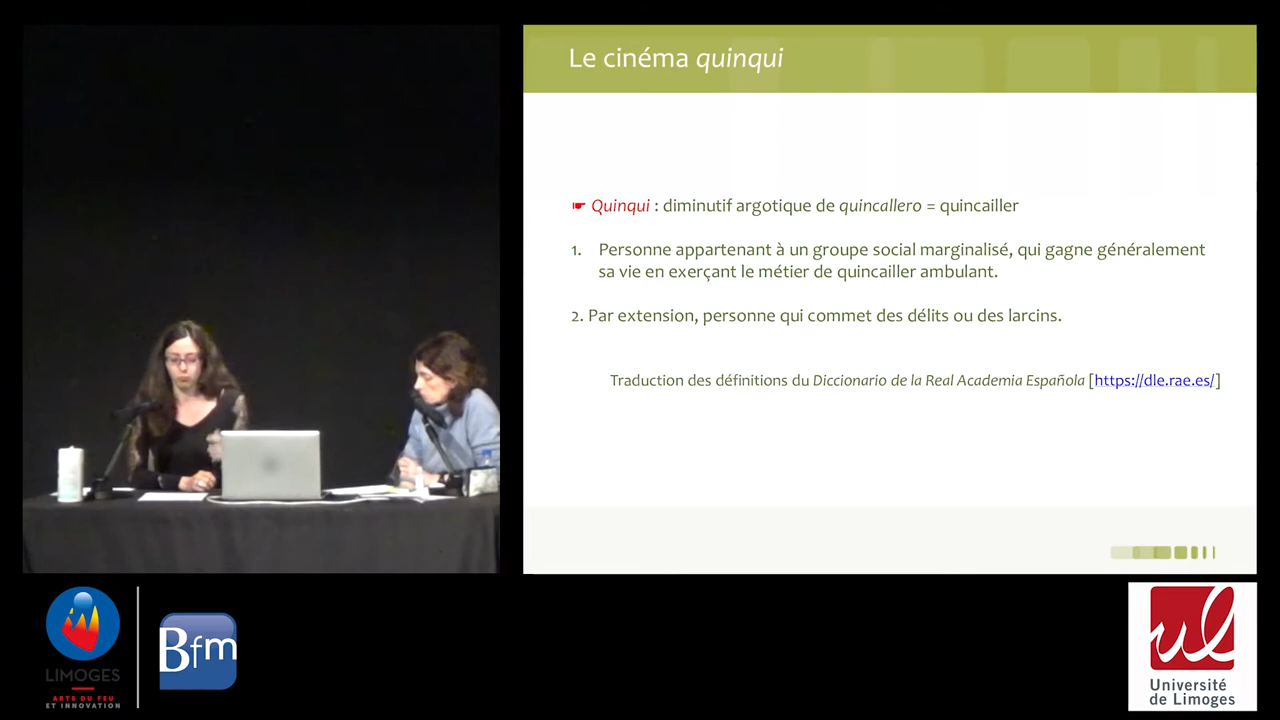 Le cinéma quinqui
☛ Quinqui : diminutif argotique de quincallero = quincailler
1. Personne appartenant à un groupe social marginalisé, qui gagne généralement
sa vie en exerçant le métier de quincailler ambulant.
2. Par extension, personne qui commet des délits ou des larcins.
Traduction des définitions du Diccionario de la Real Academia Española [https://dle.rae.es/]
LIMOGES
ARTS DU FEU
ET INNOVATION
Bfm
ul
Université
de Limoges